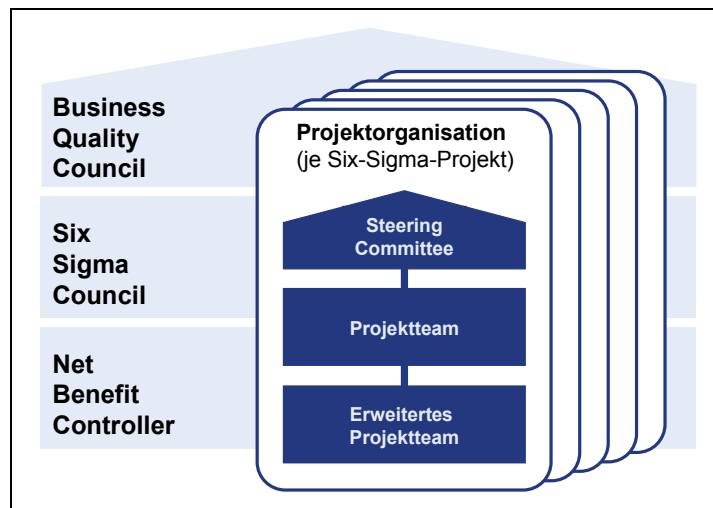 Business
Quality
Council
Six
Sigma
Council
Net
Benefit
Controller
Projektorganisation
(je Six-Sigma-Projekt)
Steering
Committee
Projektteam
Erweitertes
Projektteam